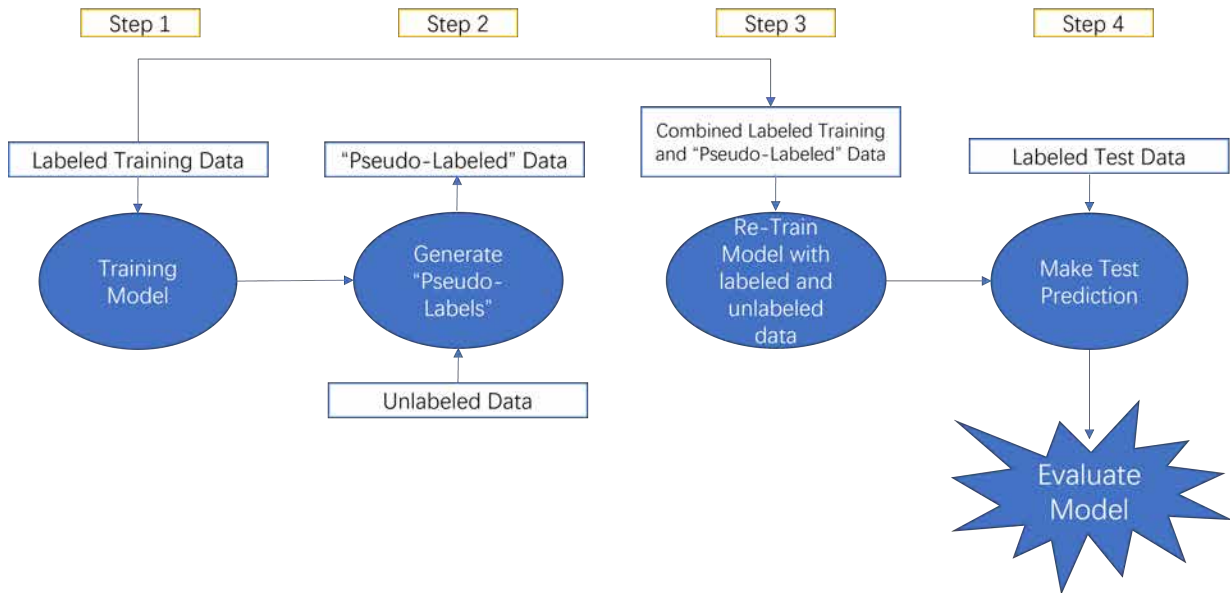 Step 1
Step 2
Step 3
Step 4
Labeled Training Data
“Pseudo-Labeled” Data
Combined Labeled Training
and “Pseudo-Labeled” Data
Labeled Test Data
Training
Model
Generate
“Pseudo-
Labels”
Re-Train
Model with
labeled and
unlabeled
data
Make Test
Prediction
Unlabeled Data
Evaluate
Model